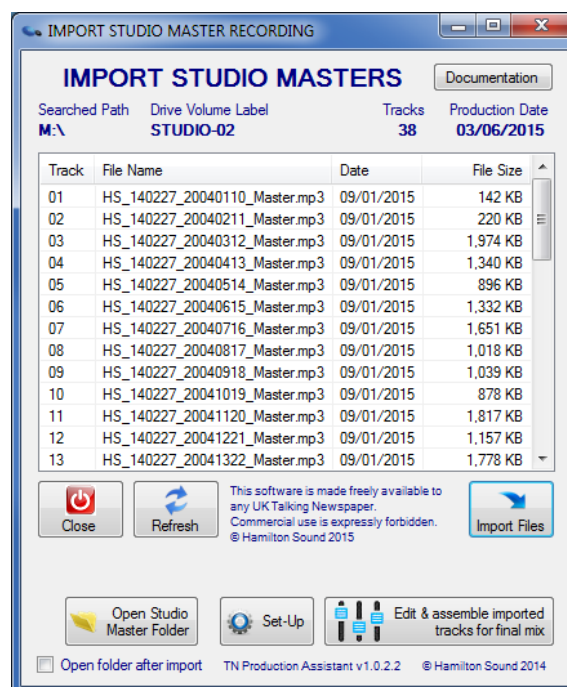 IMPORT STUDIO MASTER RECORDING
IMPORT STUDIO MASTERS Documentation
Searched Path Drive Volume Label Tracks Production Date
M:\ STUDIO-02 38 03/06/2015
Track File Name Date File Size
01 HS_140227_20040110_Master.mp3 09/01/2015 142 KB
02 HS_140227_20040211_Master.mp3 09/01/2015 220 KB
03 HS_140227_20040312_Master.mp3 09/01/2015 1,974 KB
04 HS_140227_20040413_Master.mp3 09/01/2015 1,340 KB
05 HS_140227_20040514_Master.mp3 09/01/2015 896 KB
06 HS_140227_20040615_Master.mp3 09/01/2015 1,332 KB
07 HS_140227_20040716_Master.mp3 09/01/2015 1,651 KB
08 HS_140227_20040817_Master.mp3 09/01/2015 1,018 KB
09 HS_140227_20040918_Master.mp3 09/01/2015 1,039 KB
10 HS_140227_20041019_Master.mp3 09/01/2015 878 KB
11 HS_140227_20041120_Master.mp3 09/01/2015 1,817 KB
12 HS_140227_20041221_Master.mp3 09/01/2015 1,157 KB
13 HS_140227_20041322_Master.mp3 09/01/2015 1,778 KB
Close
Refresh
This software is made freely available to
any UK Talking Newspaper.
Commercial use is expressly forbidden.
© Hamilton Sound 2015
Import Files
Open Studio
Master Folder
Set-Up
Edit & assemble imported
tracks for final mix
Open folder after import TN Production Assistant v1.0.2.2 © Hamilton Sound 2014